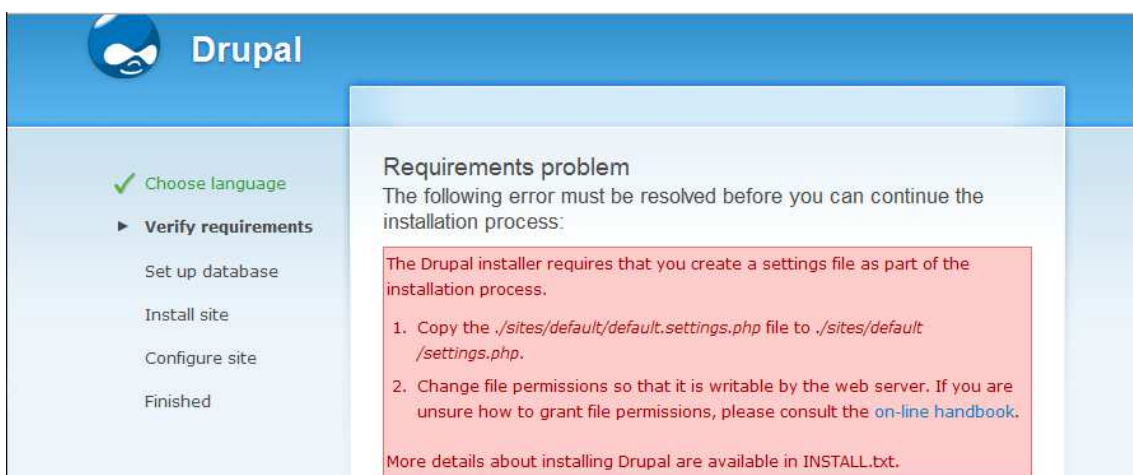 Drupal
Choose language
Verify requirements
Set up database
Install site
Configure site
Finished
Requirements problem
The following error must be resolved before you can continue the
installation process:
The Drupal installer requires that you create a settings file as part of the
installation process.
1. Copy the ./sites/default/default.settings.php file to ./sites/default
/settings.php.
2. Change file permissions so that it is writable by the web server. If you are
unsure how to grant file permissions, please consult the on-line handbook.
More details about installing Drupal are available in INSTALL.txt.